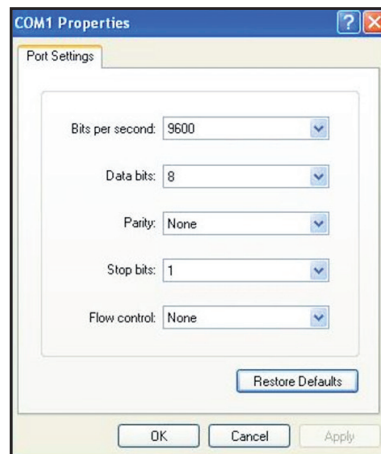 COM1 Properties
Port Settings
Bits per second: 9600
Data bits: 8
Parity: None
Stop bits: 1
Flow control: None
Restore Defaults
OK Cancel Apply